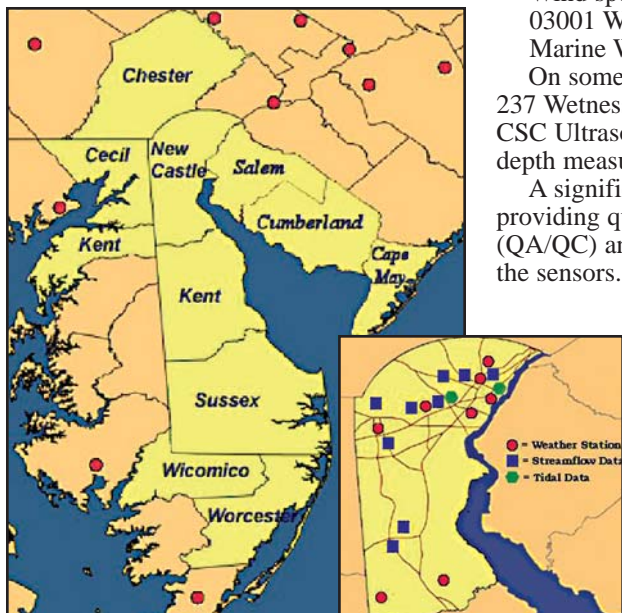 Wind sp
03001 W
Marine W
On some
237 Wetnes
CSC Ultraso
depth measu
A signifi
providing qu
(QA/QC) an
the sensors.
Chester
Cecil
New
Castle
Salem
Cumberland
Kent
Cape
May
Kent
Sussex
Wicomico
Worcester
= Weather Station
= Streamflow Data
= Tidal Data